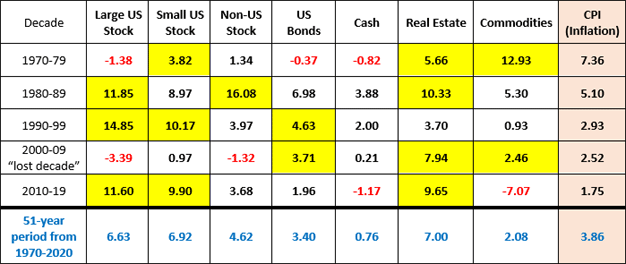 Decade Large US Stock Small US Stock Non-US Stock US Bonds Cash Real Estate Commodities CPI (Inflation)
1970-79 -1.38 3.82 1.34 -0.37 -0.82 5.66 12.93 7.36
1980-89 11.85 8.97 16.08 6.98 3.88 10.33 5.30 5.10
1990-99 14.85 10.17 3.97 4.63 2.00 3.70 0.93 2.93
2000-09 "lost decade" -3.39 0.97 -1.32 3.71 0.21 7.94 2.46 2.52
2010-19 11.60 9.90 3.68 1.96 -1.17 9.65 -7.07 1.75
51-year period from 1970-2020 6.63 6.92 4.62 3.40 0.76 7.00 2.08 3.86